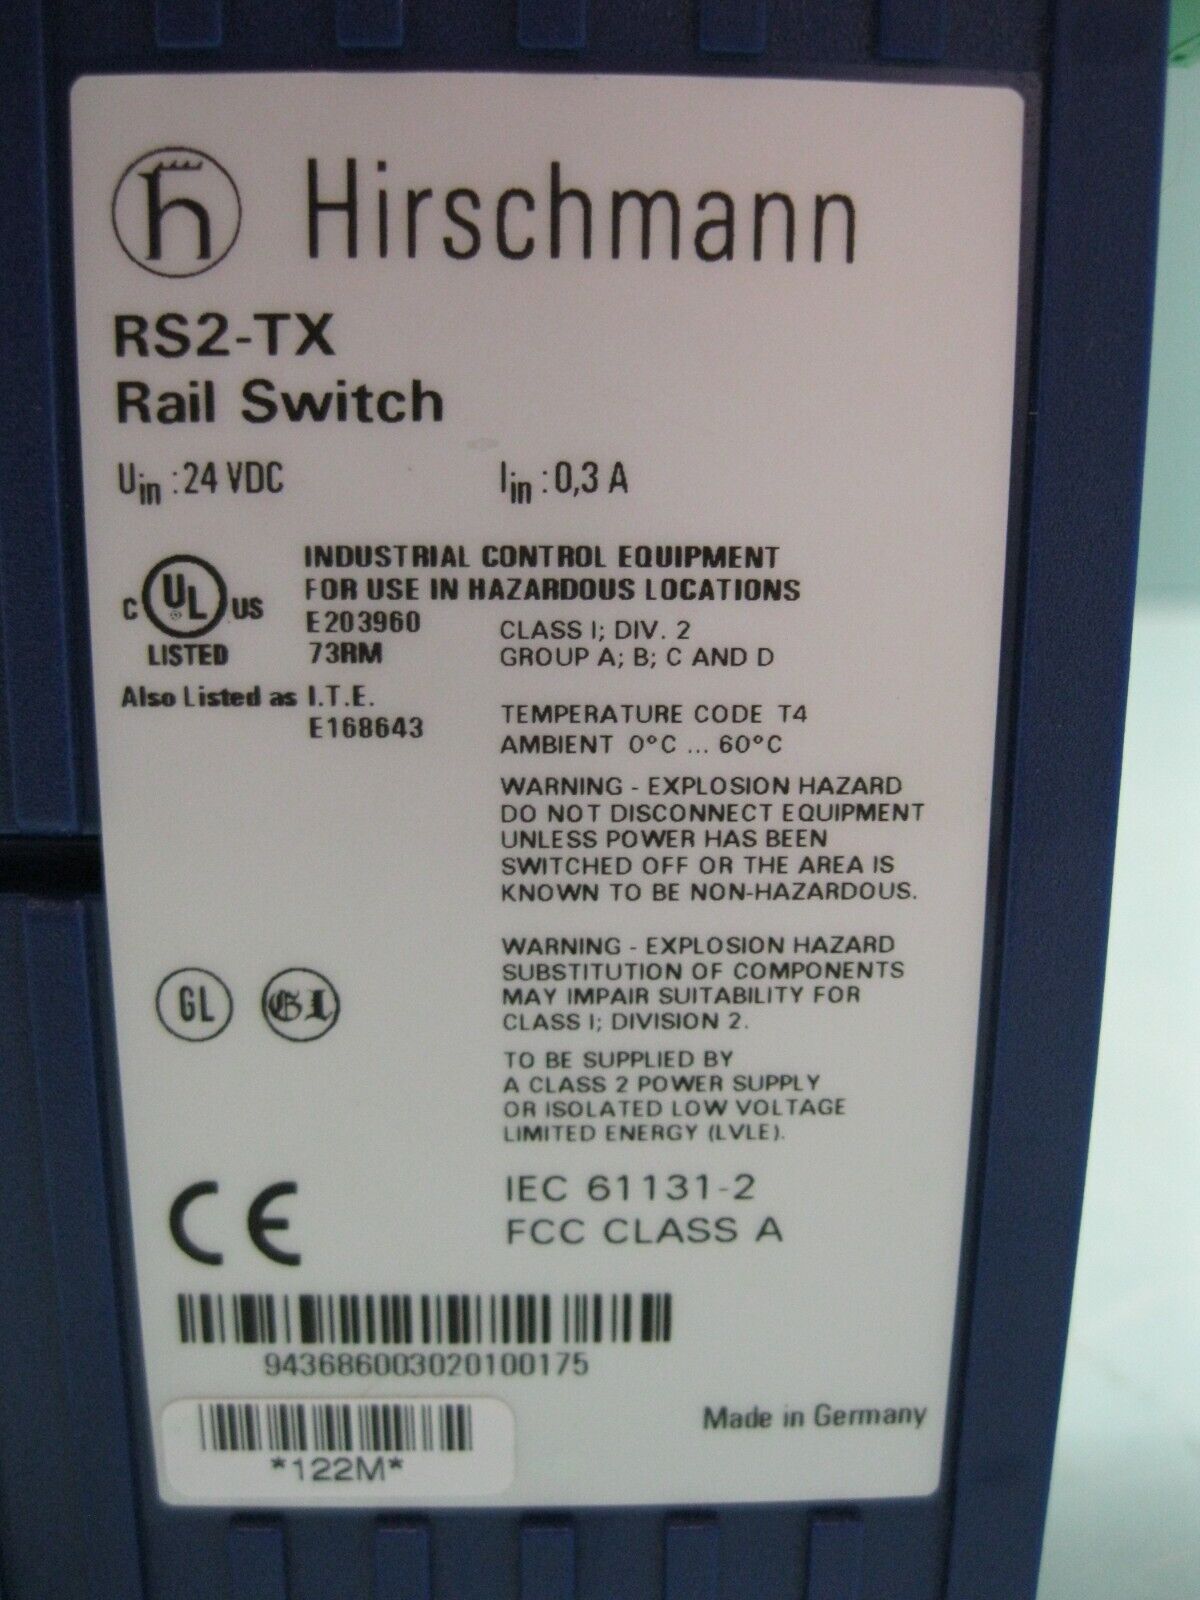 h Hirschmann
RS2-TX
Rail Switch
Uin :24 VDC Iin :0,3 A
INDUSTRIAL CONTROL EQUIPMENT
FOR USE IN HAZARDOUS LOCATIONS
C UL US
LISTED
E203960
73RM
CLASS I; DIV. 2
GROUP A; B; C AND D
Also Listed as I.T.E.
E168643
TEMPERATURE CODE T4
AMBIENT 0°C ... 60°C
WARNING - EXPLOSION HAZARD
DO NOT DISCONNECT EQUIPMENT
UNLESS POWER HAS BEEN
SWITCHED OFF OR THE AREA IS
KNOWN TO BE NON-HAZARDOUS.
WARNING - EXPLOSION HAZARD
SUBSTITUTION OF COMPONENTS
MAY IMPAIR SUITABILITY FOR
CLASS I; DIVISION 2.
GL GL
TO BE SUPPLIED BY
A CLASS 2 POWER SUPPLY
OR ISOLATED LOW VOLTAGE
LIMITED ENERGY (LVLE).
CE
IEC 61131-2
FCC CLASS A
943686003020100175
Made in Germany
*122M*